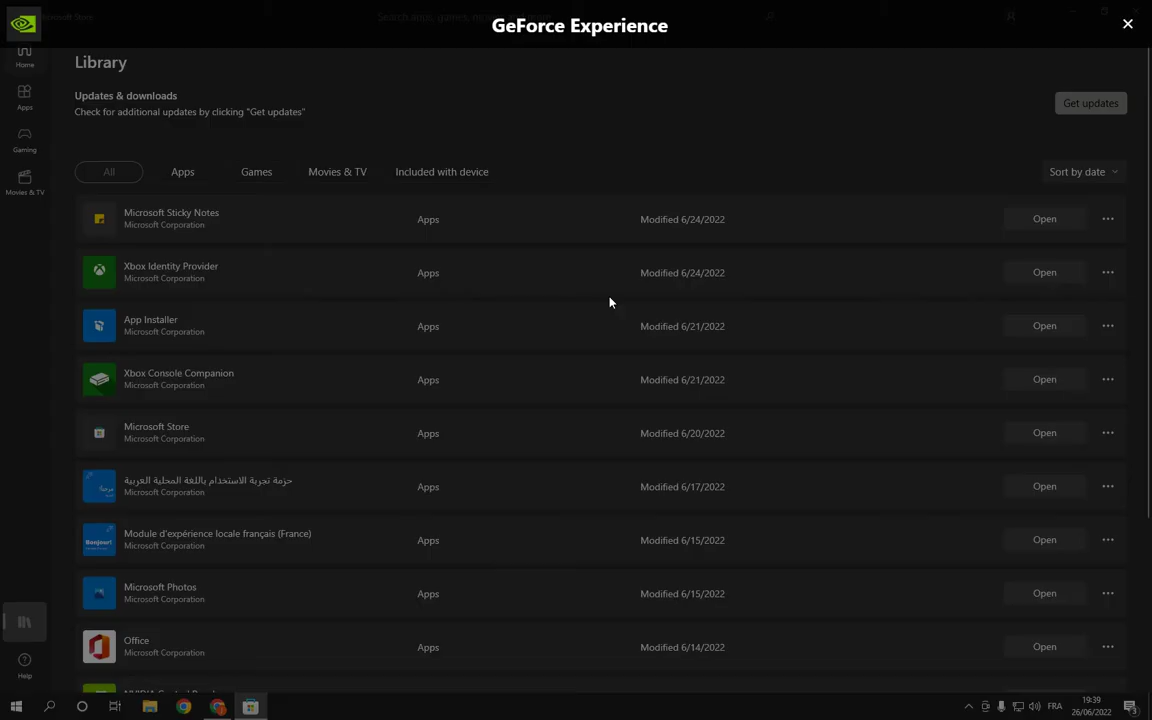 GeForce Experience
Microsoft Store
Home
Library
Updates & downloads
Check for additional updates by clicking "Get updates"
Get updates
Apps
Gaming
Movies & TV
All
Apps
Games
Movies & TV
Included with device
Sort by date
Microsoft Sticky Notes
Microsoft Corporation
Apps
Modified 6/24/2022
Open
Xbox Identity Provider
Microsoft Corporation
Apps
Modified 6/24/2022
Open
App Installer
Microsoft Corporation
Apps
Modified 6/21/2022
Open
Xbox Console Companion
Microsoft Corporation
Apps
Modified 6/21/2022
Open
Microsoft Store
Microsoft Corporation
Apps
Modified 6/20/2022
Open
حزمة تجربة الاستخدام باللغة المحلية العربية
Microsoft Corporation
Apps
Modified 6/17/2022
Open
Bonjour!
Module d'expérience locale français (France)
Microsoft Corporation
Apps
Modified 6/15/2022
Open
Microsoft Photos
Microsoft Corporation
Apps
Modified 6/15/2022
Open
Office
Microsoft Corporation
Apps
Modified 6/14/2022
Open
Help
FRA
19:39
26/06/2022